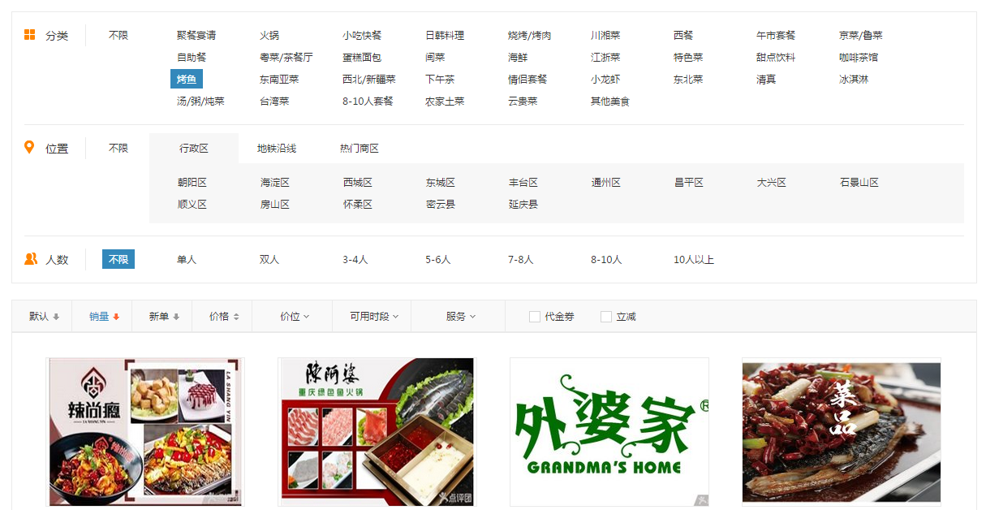 分类 不限 聚餐宴请 火锅 小吃快餐 日韩料理 烧烤/烤肉 川湘菜 西餐 午市套餐 京菜/鲁菜
自助餐 粤菜/茶餐厅 蛋糕面包 闽菜 海鲜 江浙菜 特色菜 甜点饮料 咖啡茶馆
烤鱼 东南亚菜 西北/新疆菜 下午茶 情侣套餐 小龙虾 东北菜 清真 冰淇淋
汤/粥/炖菜 台湾菜 8-10人套餐 农家土菜 云贵菜 其他美食
位置 不限 行政区 地铁沿线 热门商区
朝阳区 海淀区 西城区 东城区 丰台区 通州区 昌平区 大兴区 石景山区
顺义区 房山区 怀柔区 密云县 延庆县
人数 不限 单人 双人 3-4人 5-6人 7-8人 8-10人 10人以上
默认 销量 新单 价格 价位 可用时段 服务 代金券 立减
辣尚瘾
LA SHANG YIN
LA SHANG YIN
辣尚瘾
陳阿婆
重庆绿色鱼火锅
点评团
外婆家®
GRANDMA'S HOME
菜品